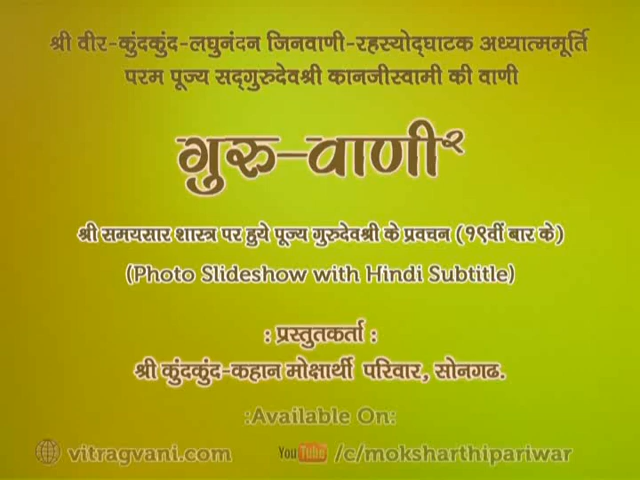 श्री वीर-कुंदकुंद-लघुनंदन जिनवाणी-रहस्योद्घाटक अध्यात्ममूर्ति
परम पूज्य सद्गुरुदेवश्री कानजीस्वामी की वाणी
गुरु-वाणी२
श्री समयसार शास्त्र पर हुये पूज्य गुरुदेवश्री के प्रवचन (१९वीं बार के)
(Photo Slideshow with Hindi Subtitle)
: प्रस्तुतकर्ता :
श्री कुंदकुंद-कहान मोक्षार्थी परिवार, सोनगढ.
:Available On:
vitragvani.com YouTube /c/moksharthipariwar